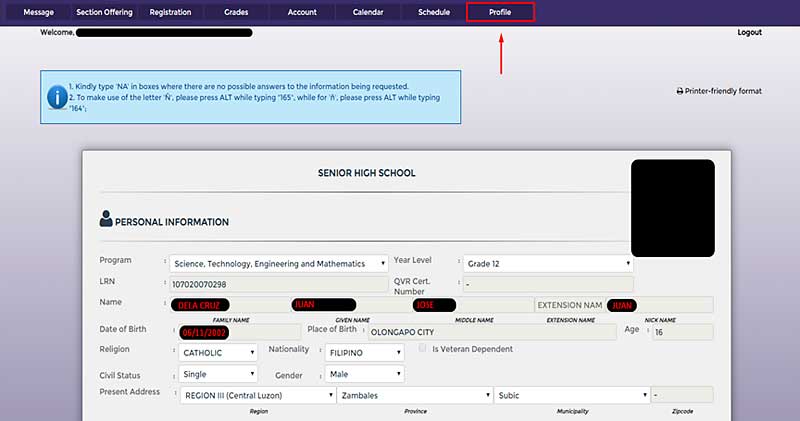 Message Section Offering Registration Grades Account Calendar Schedule Profile
Welcome, Logout
1. Kindly type 'NA' in boxes where there are no possible answers to the information being requested.
2. To make use of the letter 'Ñ', please press ALT while typing "165", while for 'ñ', please press ALT while typing
"164";
Printer-friendly format
SENIOR HIGH SCHOOL
PERSONAL INFORMATION
Program : Science, Technology, Engineering and Mathematics Year Level : Grade 12
LRN : 107020070298 QVR Cert. Number : -
Name : DELA CRUZ JUAN JOSE EXTENSION NAM JUAN
FAMILY NAME GIVEN NAME MIDDLE NAME EXTENSION NAME NICK NAME
Date of Birth : 06/11/2002 Place of Birth : OLONGAPO CITY Age : 16
Religion : CATHOLIC Nationality : FILIPINO Is Veteran Dependent
Civil Status : Single Gender : Male
Present Address : REGION III (Central Luzon) Zambales Subic -
Region Province Municipality Zipcode